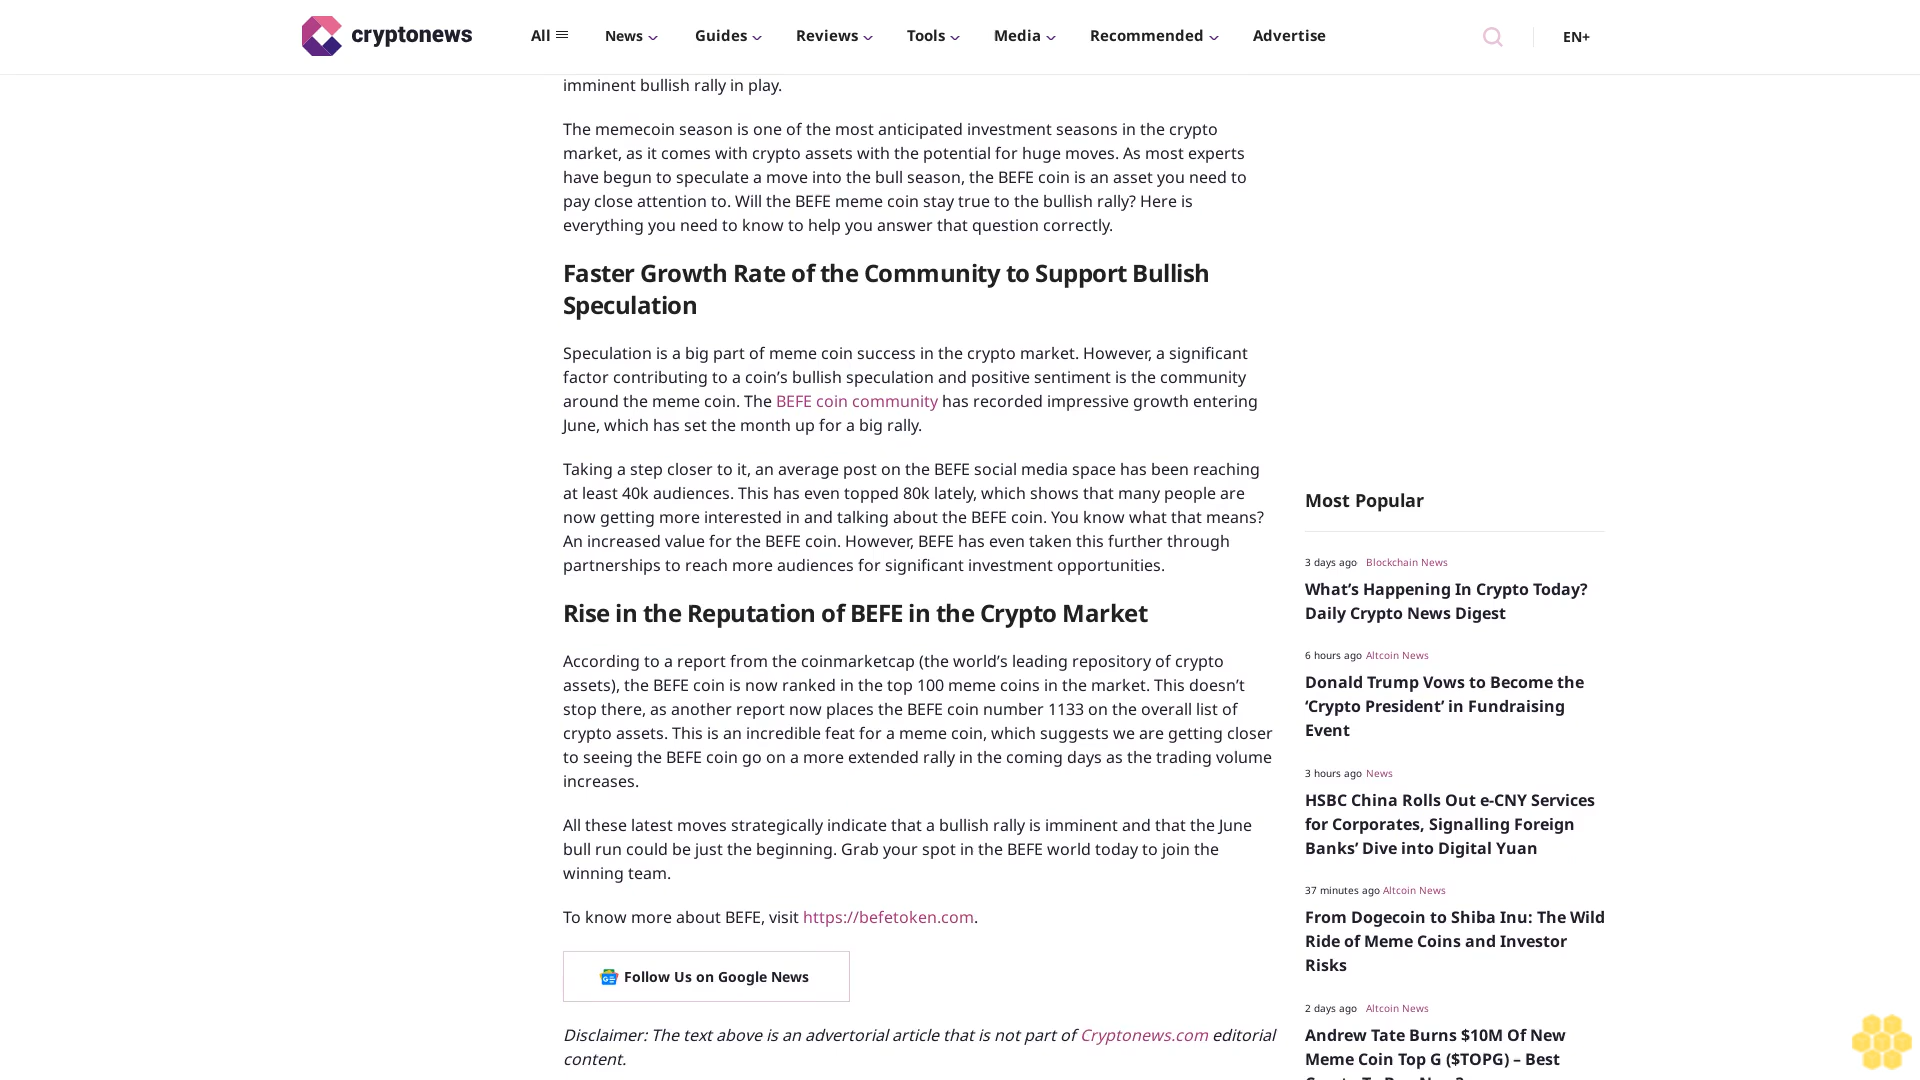 cryptonews
All
News
Guides
Reviews
Tools
Media
Recommended
Advertise
EN+
imminent bullish rally in play.
The memecoin season is one of the most anticipated investment seasons in the crypto
market, as it comes with crypto assets with the potential for huge moves. As most experts
have begun to speculate a move into the bull season, the BEFE coin is an asset you need to
pay close attention to. Will the BEFE meme coin stay true to the bullish rally? Here is
everything you need to know to help you answer that question correctly.
Faster Growth Rate of the Community to Support Bullish
Speculation
Speculation is a big part of meme coin success in the crypto market. However, a significant
factor contributing to a coin’s bullish speculation and positive sentiment is the community
around the meme coin. The BEFE coin community has recorded impressive growth entering
June, which has set the month up for a big rally.
Taking a step closer to it, an average post on the BEFE social media space has been reaching
at least 40k audiences. This has even topped 80k lately, which shows that many people are
now getting more interested in and talking about the BEFE coin. You know what that means?
An increased value for the BEFE coin. However, BEFE has even taken this further through
partnerships to reach more audiences for significant investment opportunities.
Rise in the Reputation of BEFE in the Crypto Market
According to a report from the coinmarketcap (the world’s leading repository of crypto
assets), the BEFE coin is now ranked in the top 100 meme coins in the market. This doesn’t
stop there, as another report now places the BEFE coin number 1133 on the overall list of
crypto assets. This is an incredible feat for a meme coin, which suggests we are getting closer
to seeing the BEFE coin go on a more extended rally in the coming days as the trading volume
increases.
All these latest moves strategically indicate that a bullish rally is imminent and that the June
bull run could be just the beginning. Grab your spot in the BEFE world today to join the
winning team.
To know more about BEFE, visit https://befetoken.com.
Follow Us on Google News
Disclaimer: The text above is an advertorial article that is not part of Cryptonews.com editorial
content.
Most Popular
3 days ago Blockchain News
What’s Happening In Crypto Today?
Daily Crypto News Digest
6 hours ago Altcoin News
Donald Trump Vows to Become the
‘Crypto President’ in Fundraising
Event
3 hours ago News
HSBC China Rolls Out e-CNY Services
for Corporates, Signalling Foreign
Banks’ Dive into Digital Yuan
37 minutes ago Altcoin News
From Dogecoin to Shiba Inu: The Wild
Ride of Meme Coins and Investor
Risks
2 days ago Altcoin News
Andrew Tate Burns $10M Of New
Meme Coin Top G ($TOPG) – Best